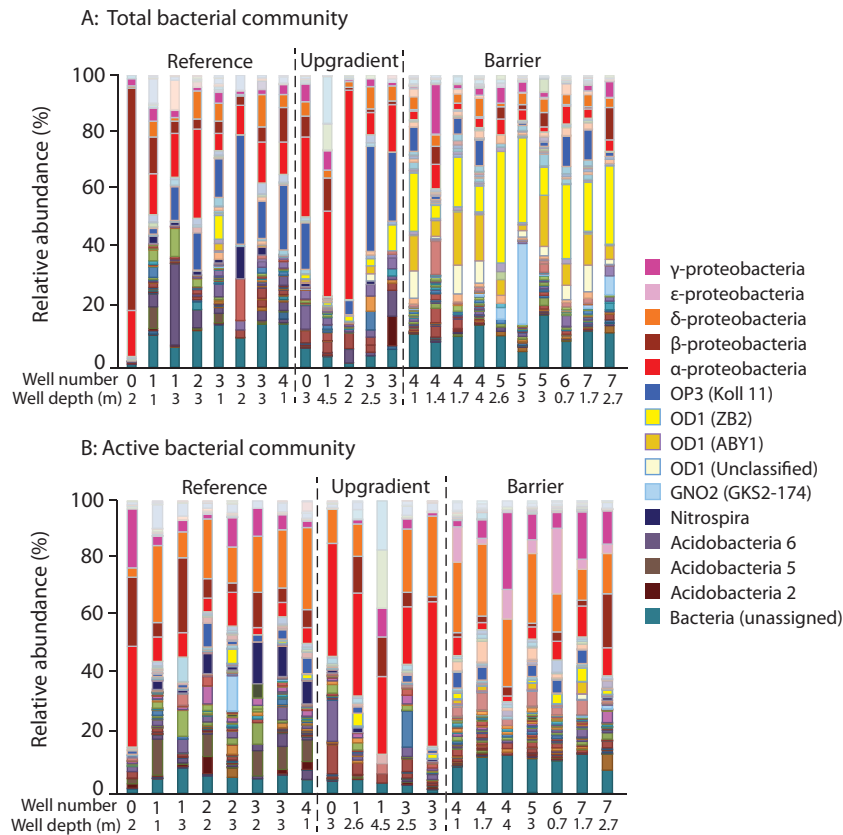 A: Total bacterial community
Reference Upgradient Barrier
Relative abundance (%)
100
80
60
40
20
0
Well number 0 1 1 2 3 3 3 4 0 1 2 3 3 4 4 4 4 5 5 5 6 7 7
Well depth (m) 2 1 3 3 1 2 3 1 3 4.5 2 2.5 3 1 1.4 1.7 4 2.6 3 3 0.7 1.7 2.7
B: Active bacterial community
Reference Upgradient Barrier
Relative abundance (%)
100
80
60
40
20
0
Well number 0 1 1 2 2 3 3 4 0 1 1 3 3 4 4 4 5 6 7 7
Well depth (m) 2 1 3 2 3 2 3 1 3 2.6 4.5 2.5 3 1 1.7 4 3 0.7 1.7 2.7
γ-proteobacteria
ε-proteobacteria
δ-proteobacteria
β-proteobacteria
α-proteobacteria
OP3 (Koll 11)
OD1 (ZB2)
OD1 (ABY1)
OD1 (Unclassified)
GNO2 (GKS2-174)
Nitrospira
Acidobacteria 6
Acidobacteria 5
Acidobacteria 2
Bacteria (unassigned)